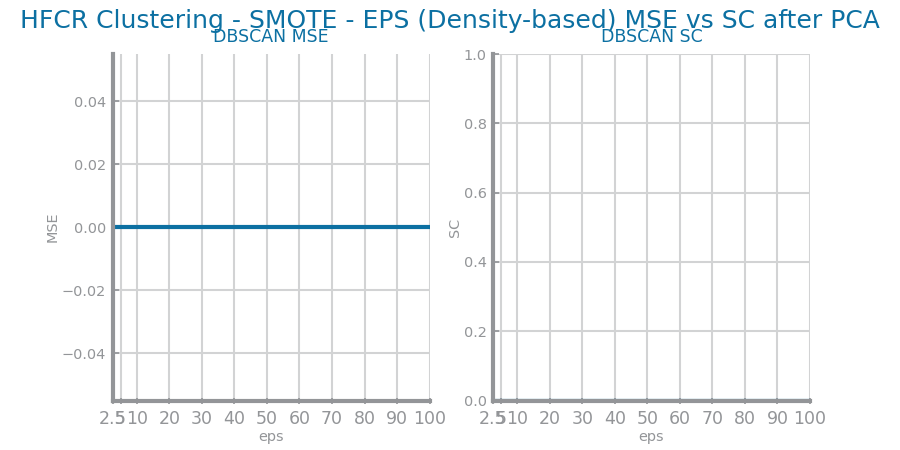 HFCR Clustering - SMOTE - EPS (Density-based) MSE vs SC after PCA
DBSCAN MSE
DBSCAN SC
0.04
0.02
0.00
−0.02
−0.04
MSE
2.5 5 10 20 30 40 50 60 70 80 90 100
eps
1.0
0.8
0.6
0.4
0.2
0.0
SC
2.5 5 10 20 30 40 50 60 70 80 90 100
eps